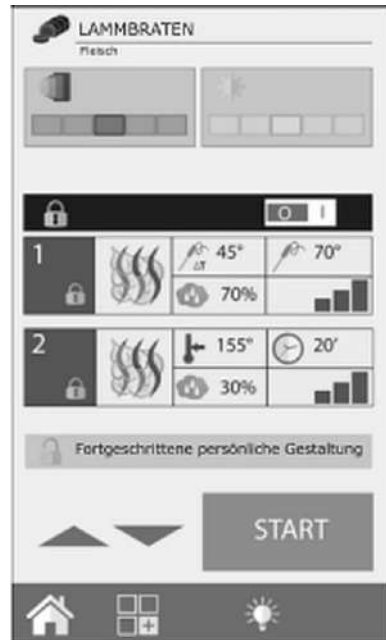 LAMMBRATEN
Fleisch
O I
1
ΔT 45° 70°
70%
2
155° 20'
30%
Fortgeschrittene persönliche Gestaltung
START